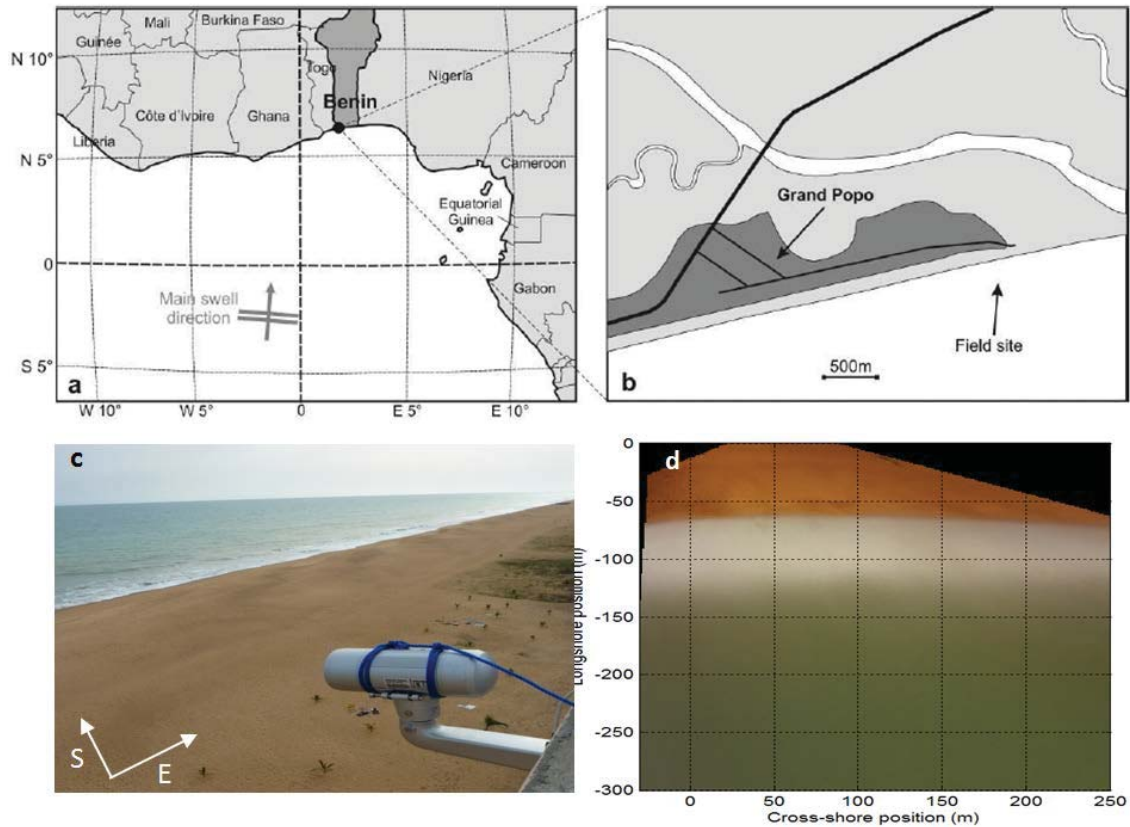 Mali
Burkina Faso
Guinée
N 10°
Togo
Nigeria
Benin
Côte d'Ivoire
Ghana
Liberia
N 5°
Cameroon
Equatorial
Guinea
0
Gabon
Main swell
direction
S 5°
a
W 10°
W 5°
0
E 5°
E 10°
Grand Popo
Field site
500m
b
c
S
E
d
0
-50
-100
-150
-200
-250
-300
Longshore position (m)
0
50
100
150
200
250
Cross-shore position (m)